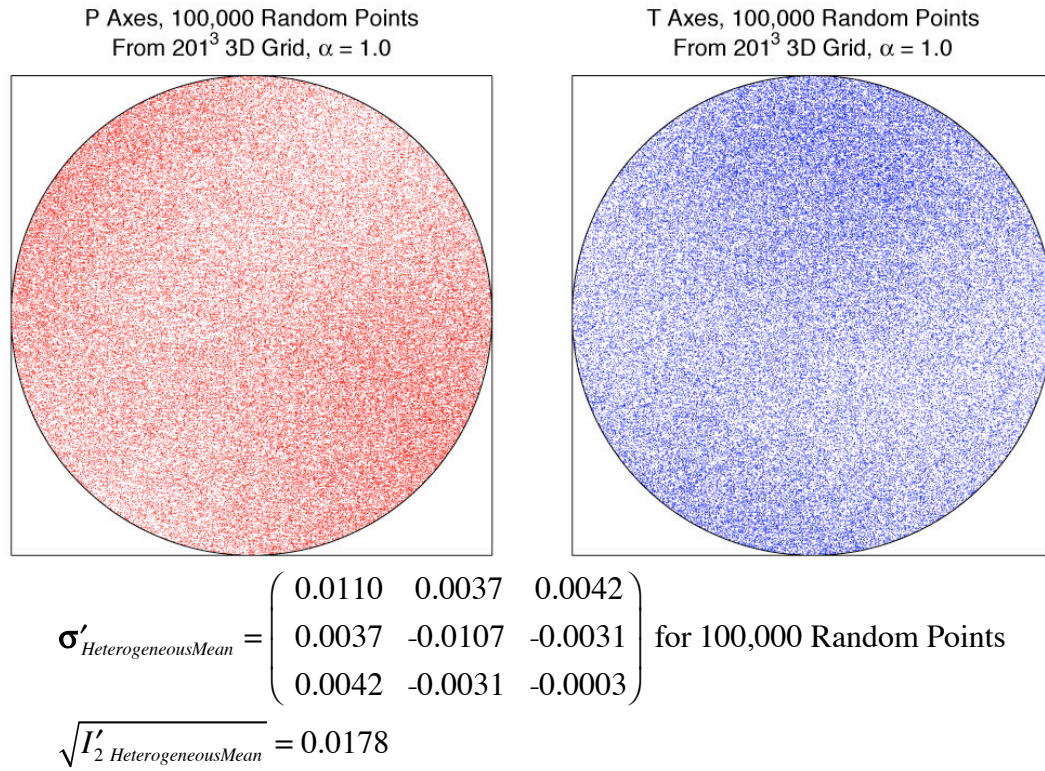 P Axes, 100,000 Random Points
From 201³ 3D Grid, α = 1.0
T Axes, 100,000 Random Points
From 201³ 3D Grid, α = 1.0
0.0110 0.0037 0.0042
σ′HeterogeneousMean = ( 0.0037 -0.0107 -0.0031 ) for 100,000 Random Points
0.0042 -0.0031 -0.0003
√I′2 HeterogeneousMean = 0.0178